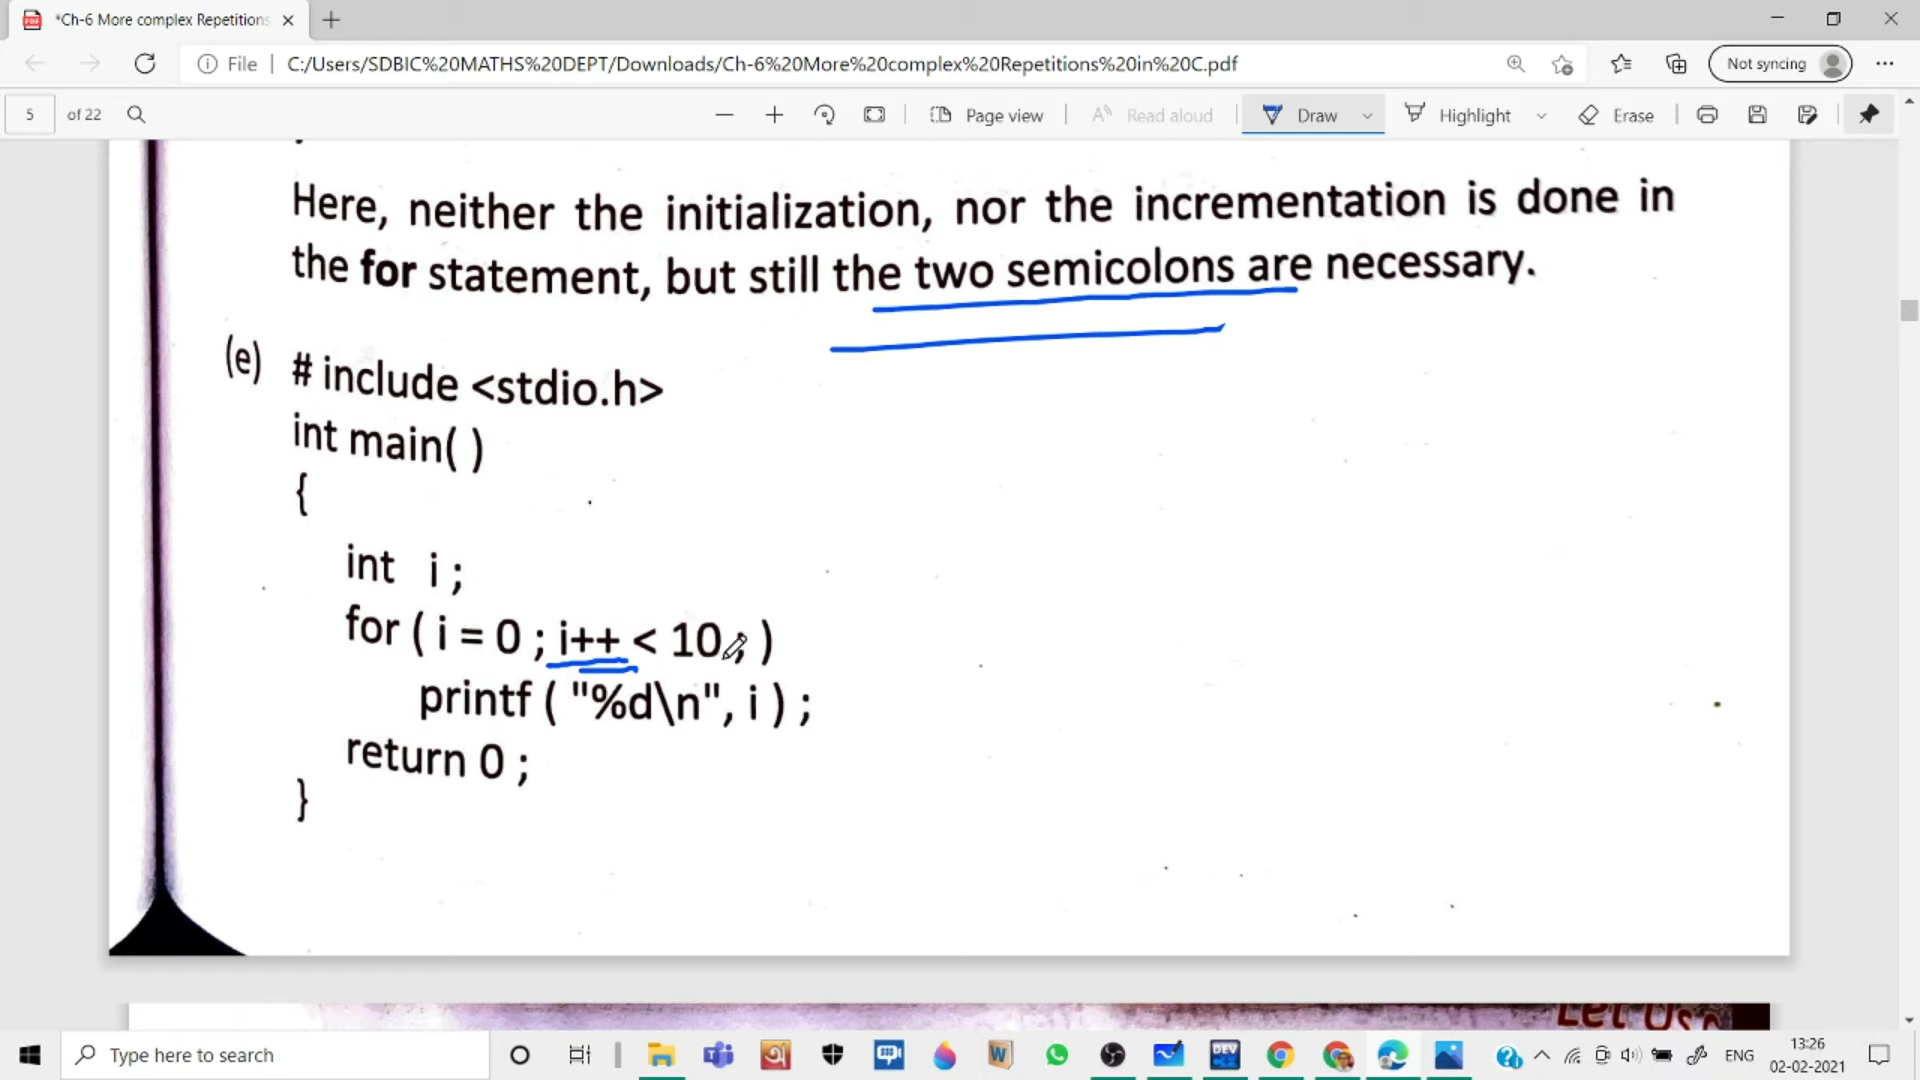 *Ch-6 More complex Repetitions
File
C:/Users/SDBIC%20MATHS%20DEPT/Downloads/Ch-6%20More%20complex%20Repetitions%20in%20C.pdf
Not syncing
5 of 22
Page view
Read aloud
Draw
Highlight
Erase
Here, neither the initialization, nor the incrementation is done in
the for statement, but still the two semicolons are necessary.
(e) # include <stdio.h>
int main( )
{
int i ;
for ( i = 0 ; i++ < 10 ; )
printf ( "%d\n", i ) ;
return 0 ;
}
Let Us C
Type here to search
DEV
ENG
13:26
02-02-2021